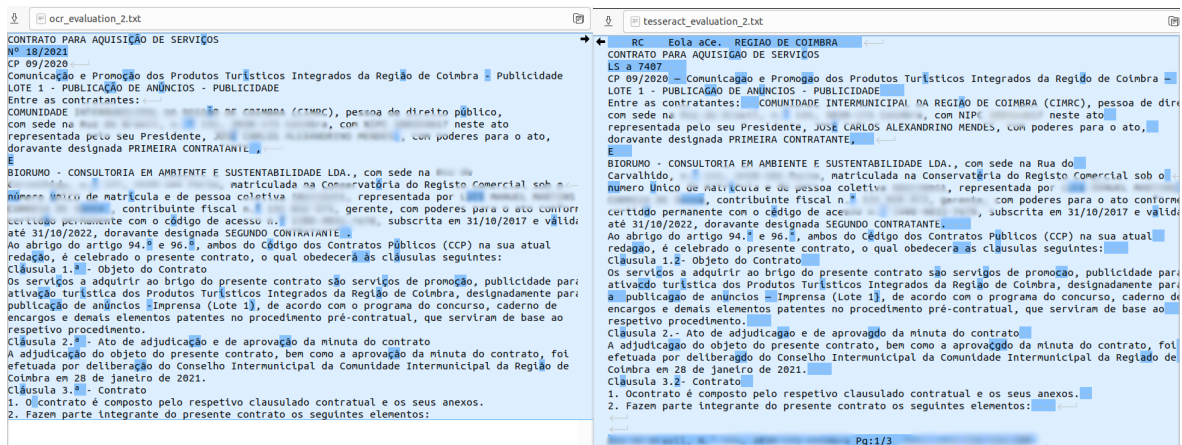 ocr_evaluation_2.txt
CONTRATO PARA AQUISIÇÃO DE SERVIÇOS
Nº 18/2021
CP 09/2020
Comunicação e Promoção dos Produtos Turísticos Integrados da Região de Coimbra - Publicidade
LOTE 1 - PUBLICAÇÃO DE ANÚNCIOS - PUBLICIDADE
Entre as contratantes:
COMUNIDADE DE COIMBRA (CIMRC), pessoa de direito público,
com sede na , com NIPC neste ato
representada pelo seu Presidente, , com poderes para o ato,
doravante designada PRIMEIRA CONTRATANTE ,
E
BIORUMO - CONSULTORIA EM AMBIENTE E SUSTENTABILIDADE LDA., com sede na
, matriculada na Conservatória do Registo Comercial sob o
número único de matrícula e de pessoa coletiva , representada por
, contribuinte fiscal n.º , gerente, com poderes para o ato conform
certidão permanente com o código de acesso n.º , subscrita em 31/10/2017 e válida
até 31/10/2022, doravante designada SEGUNDO CONTRATANTE .
Ao abrigo do artigo 94.º e 96.º, ambos do Código dos Contratos Públicos (CCP) na sua atual
redação, é celebrado o presente contrato, o qual obedecerá às cláusulas seguintes:
Cláusula 1.ª - Objeto do Contrato
Os serviços a adquirir ao brigo do presente contrato são serviços de promoção, publicidade para
ativação turística dos Produtos Turísticos Integrados da Região de Coimbra, designadamente para
publicação de anúncios -Imprensa (Lote 1), de acordo com o programa do concurso, caderno de
encargos e demais elementos patentes no procedimento pré-contratual, que serviram de base ao
respetivo procedimento.
Cláusula 2.ª - Ato de adjudicação e de aprovação da minuta do contrato
A adjudicação do objeto do presente contrato, bem como a aprovação da minuta do contrato, foi
efetuada por deliberação do Conselho Intermunicipal da Comunidade Intermunicipal da Região de
Coimbra em 28 de janeiro de 2021.
Cláusula 3.ª - Contrato
1. O contrato é composto pelo respetivo clausulado contratual e os seus anexos.
2. Fazem parte integrante do presente contrato os seguintes elementos:
tesseract_evaluation_2.txt
RC Eola aCe. REGIAO DE COIMBRA
CONTRATO PARA AQUISIGAO DE SERVIÇOS
LS a 7407
CP 09/2020 — Comunicagao e Promogao dos Produtos Turisticos Integrados da Regido de Coimbra —
LOTE 1 - PUBLICAGAO DE ANUNCIOS - PUBLICIDADE
Entre as contratantes: COMUNTDADE INTERMUNICIPAL DA REGIAO DE COIMBRA (CIMRC), pessoa de dire
com sede na , com NIPC neste ato
representada pelo seu Presidente, JOSE CARLOS ALEXANDRINO MENDES, com poderes para o ato,
doravante designada PRIMEIRA CONTRATANTE,
E
BIORUMO - CONSULTORIA EM AMBIENTE E SUSTENTABILIDADE LDA., com sede na Rua do
Carvalhido, , matriculada na Conservatéria do Registo Comercial sob o
numero Unico de matricula e de pessoa coletiva , representada por
, contribuinte fiscal n.° , gerente, com poderes para o ato conforme
certiddo permanente com o cédigo de acesso , subscrita em 31/10/2017 e valida
até 31/10/2022, doravante designada SEGUNDO CONTRATANTE.
Ao abrigo do artigo 94.° e 96.°, ambos do Cédigo dos Contratos Publicos (CCP) na sua atual
redagao, é celebrado o presente contrato, o qual obedecera as clausulas seguintes:
Clausula 1.2- Objeto do Contrato
Os servicos a adquirir ao brigo do presente contrato sao servigos de promocao, publicidade para
ativacdo turistica dos Produtos Turisticos Integrados da Regiao de Coimbra, designadamente para
a publicagao de anuncios — Imprensa (Lote 1}, de acordo com o programa do concurso, caderno de
encargos e demais elementos patentes no procedimento pré-contratual, que serviram de base ao
respetivo procedimento.
Clausula 2.- Ato de adjudicagao e de aprovagdo da minuta do contrato
A adjudicagao do objeto do presente contrato, bem como a aprovaçgdo da minuta do contrato, foi
efetuada por deliberagdo do Conselho Intermunicipal da Comunidade Intermunicipal da Regiado de
Coimbra em 28 de janeiro de 2021.
Clausula 3.2- Contrato
1. Ocontrato é composto pelo respetivo clausulado contratual e os seus anexos.
2. Fazem parte integrante do presente contrato os seguintes elementos:
Pg:1/3